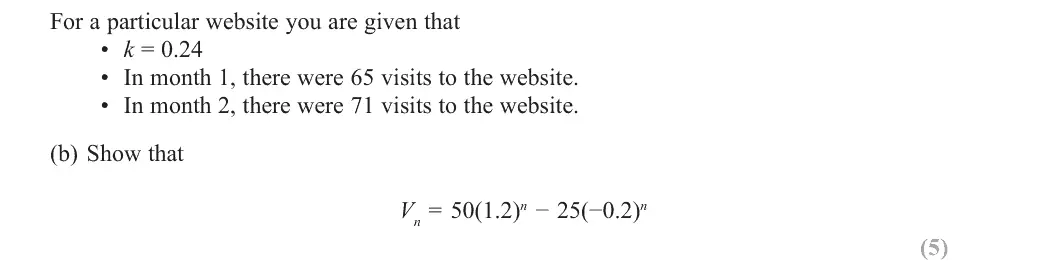 For a particular website you are given that
• k = 0.24
• In month 1, there were 65 visits to the website.
• In month 2, there were 71 visits to the website.
(b) Show that
Vₙ = 50(1.2)ⁿ − 25(−0.2)ⁿ
(5)